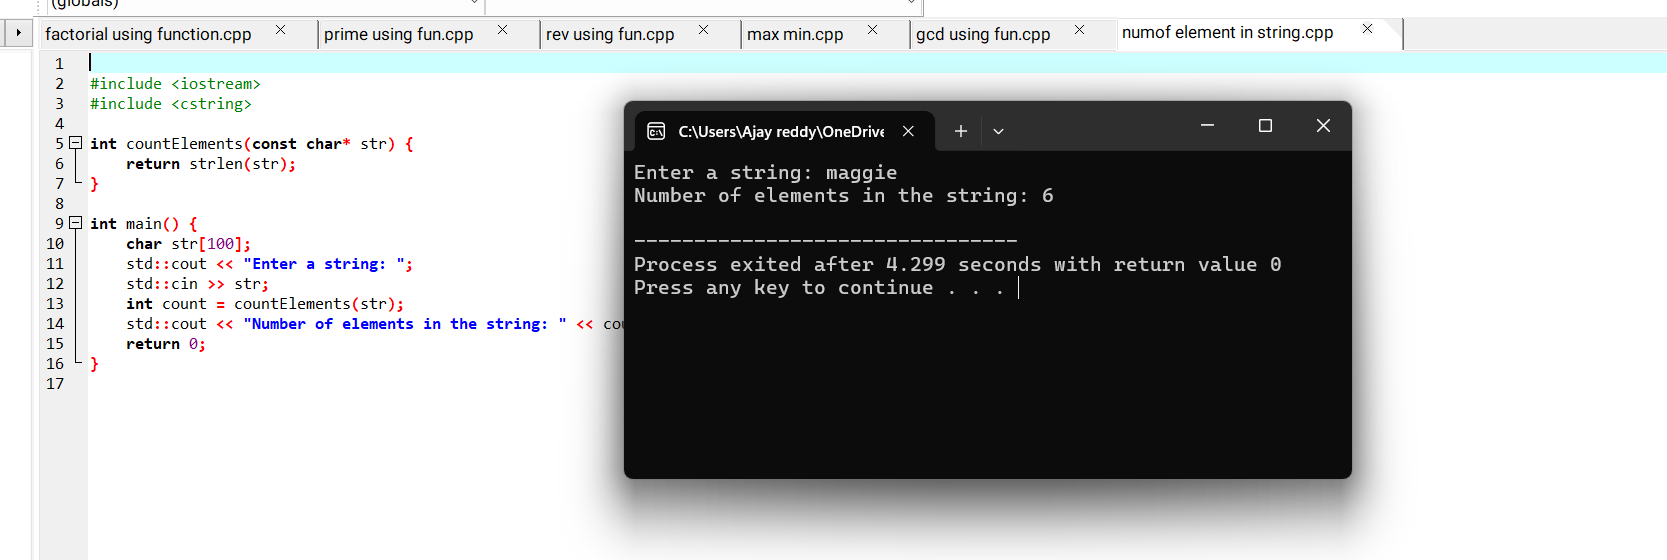 (globals)
factorial using function.cpp prime using fun.cpp rev using fun.cpp max min.cpp gcd using fun.cpp numof element in string.cpp
1
2 #include <iostream>
3 #include <cstring>
4
5 int countElements(const char* str) {
6 return strlen(str);
7 }
8
9 int main() {
10 char str[100];
11 std::cout << "Enter a string: ";
12 std::cin >> str;
13 int count = countElements(str);
14 std::cout << "Number of elements in the string: " <<
15 return 0;
16 }
17
C:\Users\Ajay reddy\OneDrive
Enter a string: maggie
Number of elements in the string: 6
--------------------------------
Process exited after 4.299 seconds with return value 0
Press any key to continue . . .